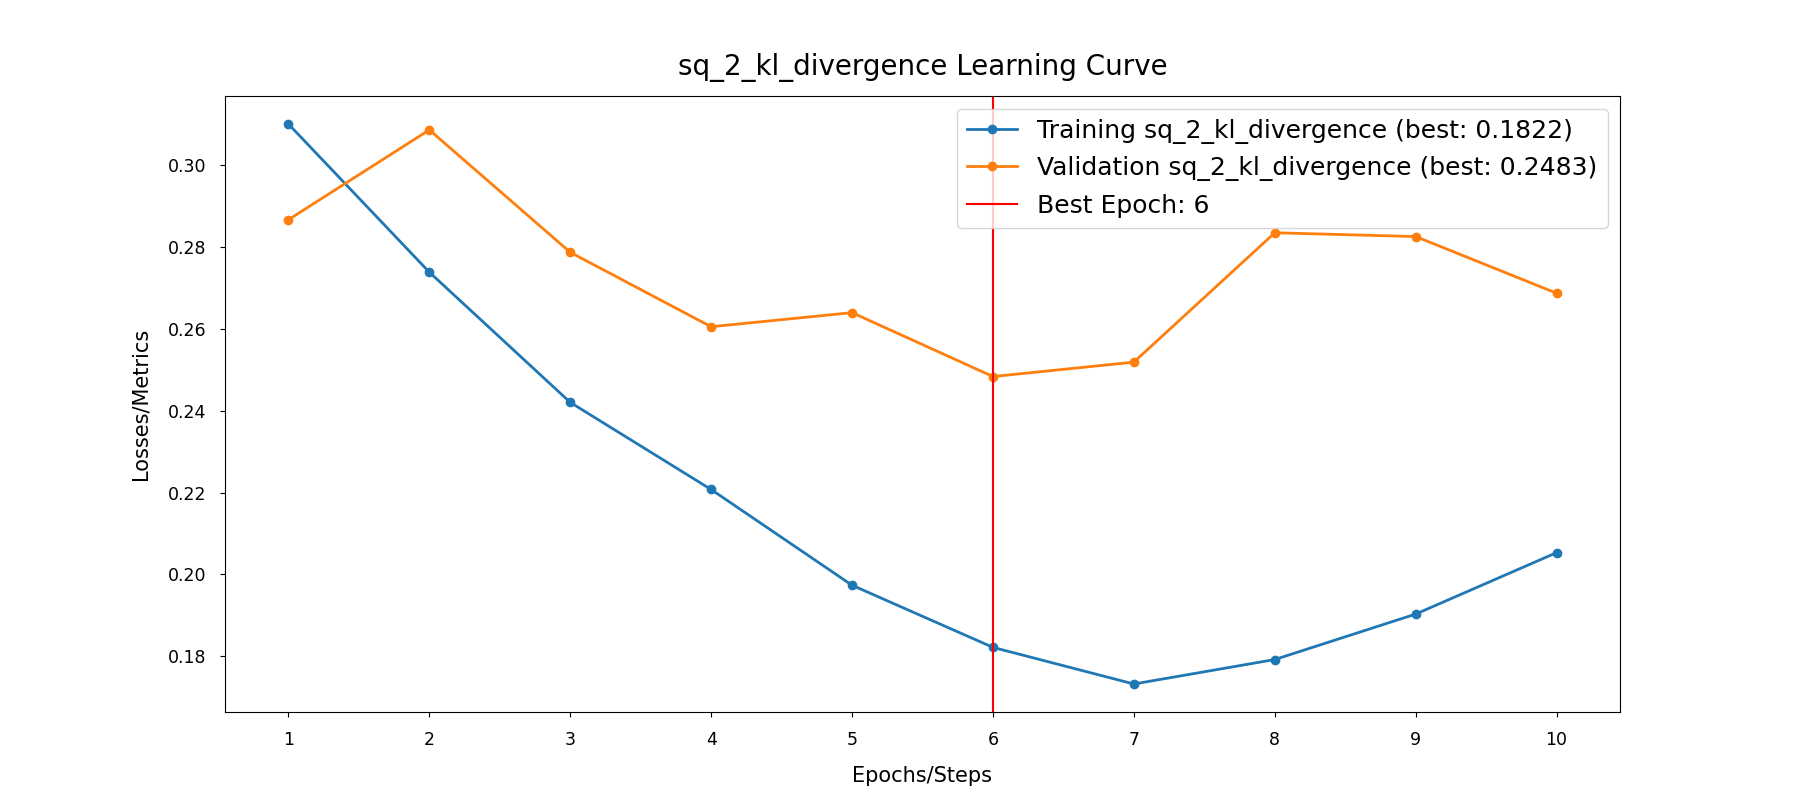 sq_2_kl_divergence Learning Curve
Training sq_2_kl_divergence (best: 0.1822)
Validation sq_2_kl_divergence (best: 0.2483)
Best Epoch: 6
Losses/Metrics
0.30
0.28
0.26
0.24
0.22
0.20
0.18
1 2 3 4 5 6 7 8 9 10
Epochs/Steps